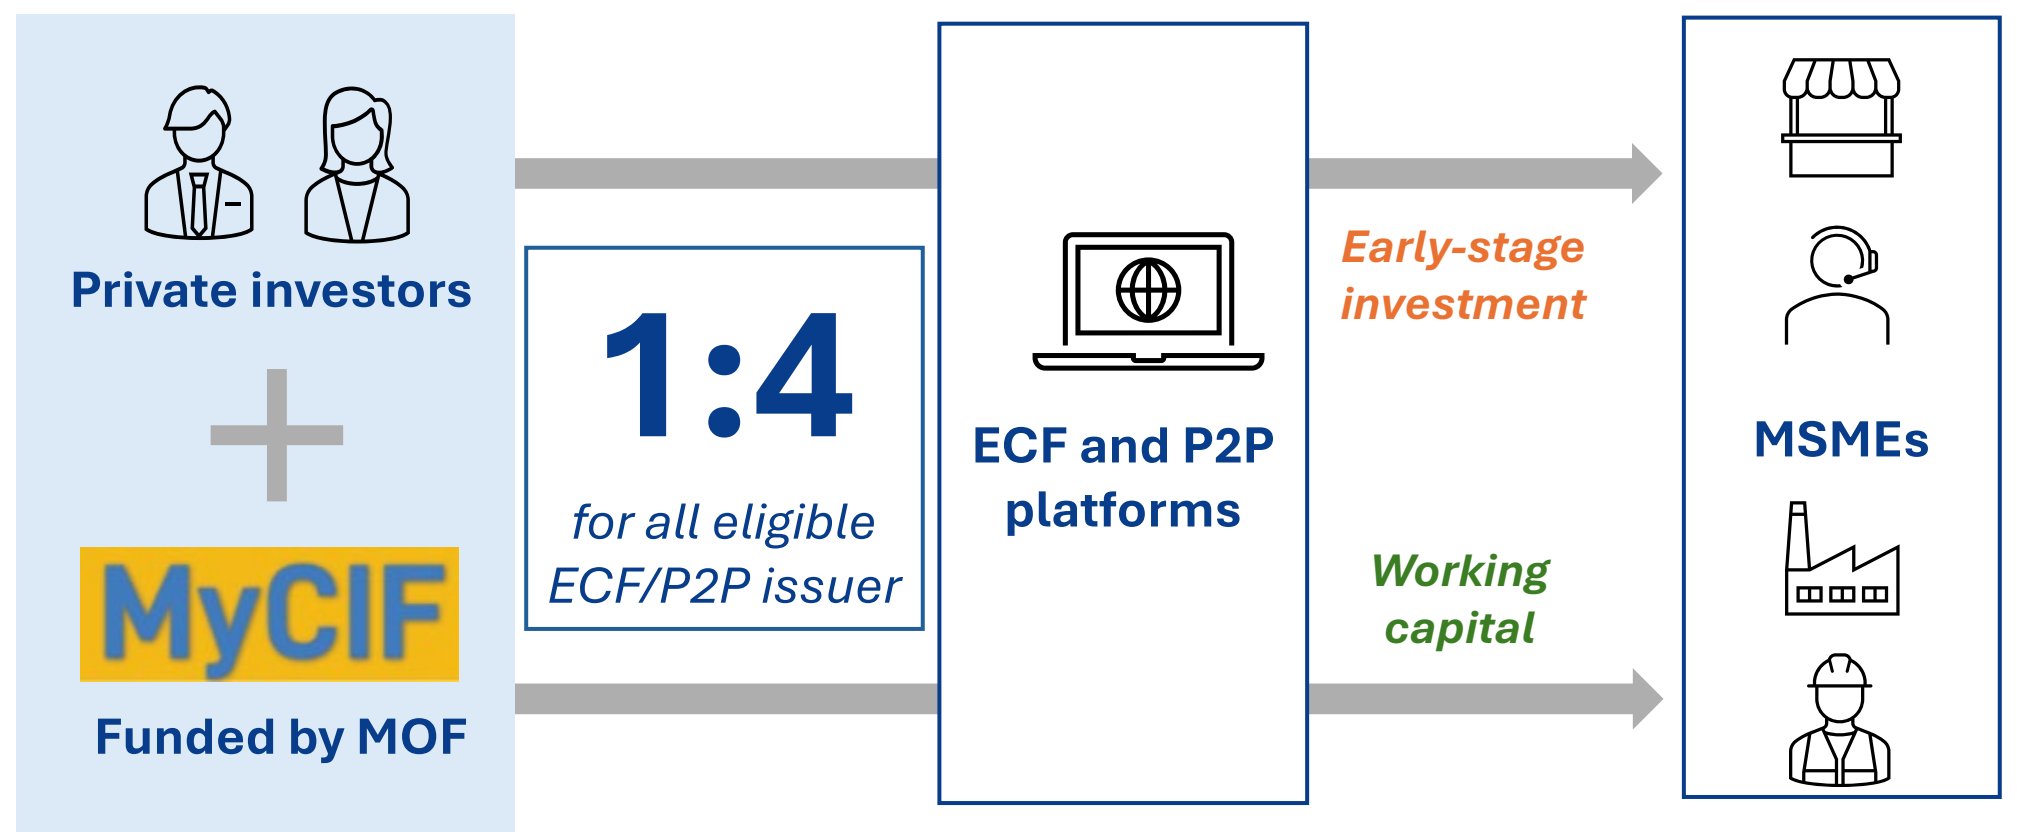 Private investors
MyCIF
Funded by MOF
1:4
for all eligible
ECF/P2P issuer
ECF and P2P
platforms
Early-stage
investment
Working
capital
MSMEs